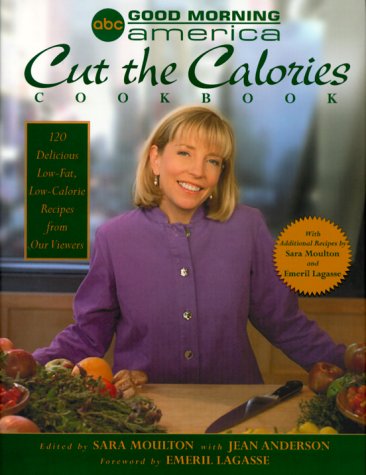 abc GOOD MORNING
america
Cut the Calories
COOKBOOK
120
Delicious
Low-Fat,
Low-Calorie
Recipes
from
Our Viewers
With
Additional Recipes by
Sara Moulton
and
Emeril Lagasse
Edited by SARA MOULTON with JEAN ANDERSON
Foreword by EMERIL LAGASSE